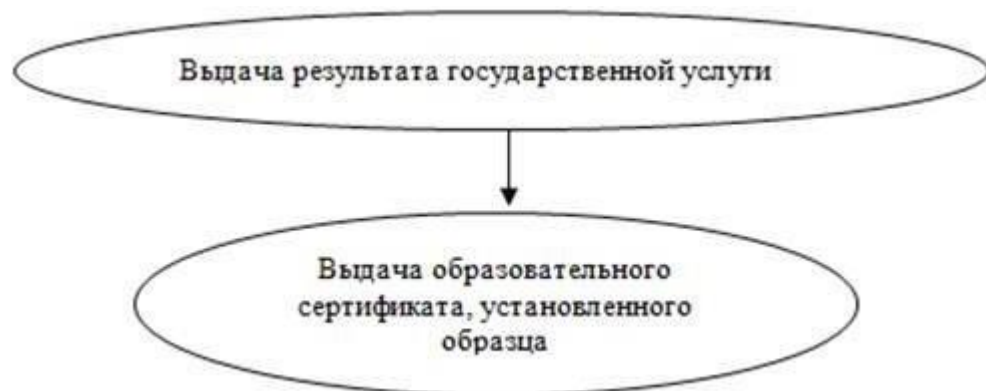 Выдача результата государственной услуги
Выдача образовательного
сертификата, установленного
образца